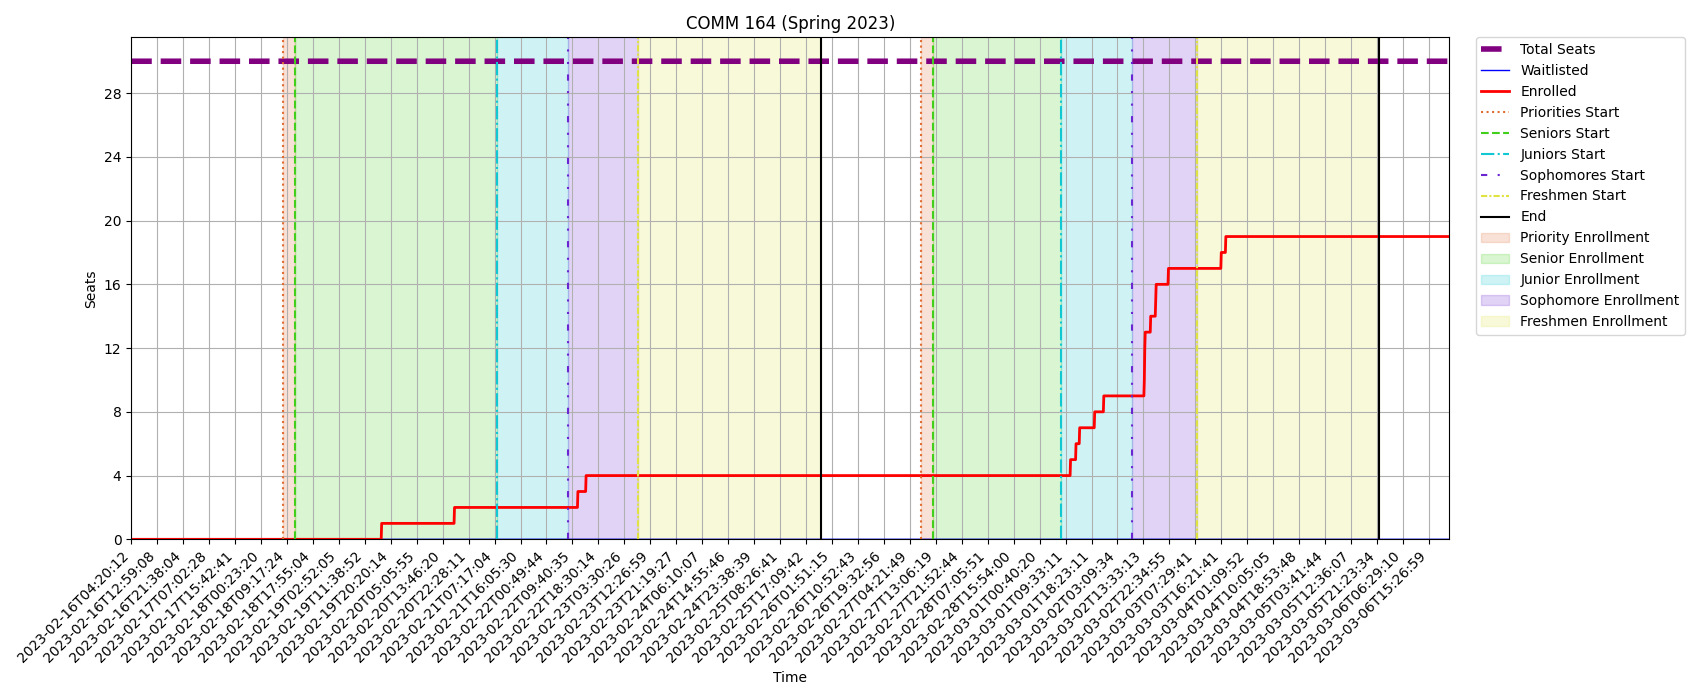 COMM 164 (Spring 2023)
Total Seats
Waitlisted
Enrolled
Priorities Start
Seniors Start
Juniors Start
Sophomores Start
Freshmen Start
End
Priority Enrollment
Senior Enrollment
Junior Enrollment
Sophomore Enrollment
Freshmen Enrollment
Seats
28
24
20
16
12
8
4
0
2023-02-16T04:20:12
2023-02-16T12:59:08
2023-02-16T21:38:04
2023-02-17T07:02:28
2023-02-17T15:42:41
2023-02-18T00:23:20
2023-02-18T09:17:24
2023-02-18T17:55:04
2023-02-19T02:52:05
2023-02-19T11:38:52
2023-02-19T20:20:14
2023-02-20T05:05:55
2023-02-20T13:46:20
2023-02-20T22:28:11
2023-02-21T07:17:04
2023-02-21T16:05:30
2023-02-22T00:49:44
2023-02-22T09:40:35
2023-02-22T18:30:14
2023-02-23T03:30:26
2023-02-23T12:26:59
2023-02-23T21:19:27
2023-02-24T06:10:07
2023-02-24T14:55:46
2023-02-24T23:38:39
2023-02-25T08:26:41
2023-02-25T17:09:42
2023-02-26T01:51:15
2023-02-26T10:52:43
2023-02-26T19:32:56
2023-02-27T04:21:49
2023-02-27T13:06:19
2023-02-27T21:52:44
2023-02-28T07:05:51
2023-02-28T15:54:00
2023-03-01T00:40:20
2023-03-01T09:33:11
2023-03-01T18:23:11
2023-03-02T03:09:34
2023-03-02T13:33:13
2023-03-02T22:34:55
2023-03-03T07:29:41
2023-03-03T16:21:41
2023-03-04T01:09:52
2023-03-04T10:05:05
2023-03-04T18:53:48
2023-03-05T03:41:44
2023-03-05T12:36:07
2023-03-05T21:23:34
2023-03-06T06:29:10
2023-03-06T15:26:59
Time